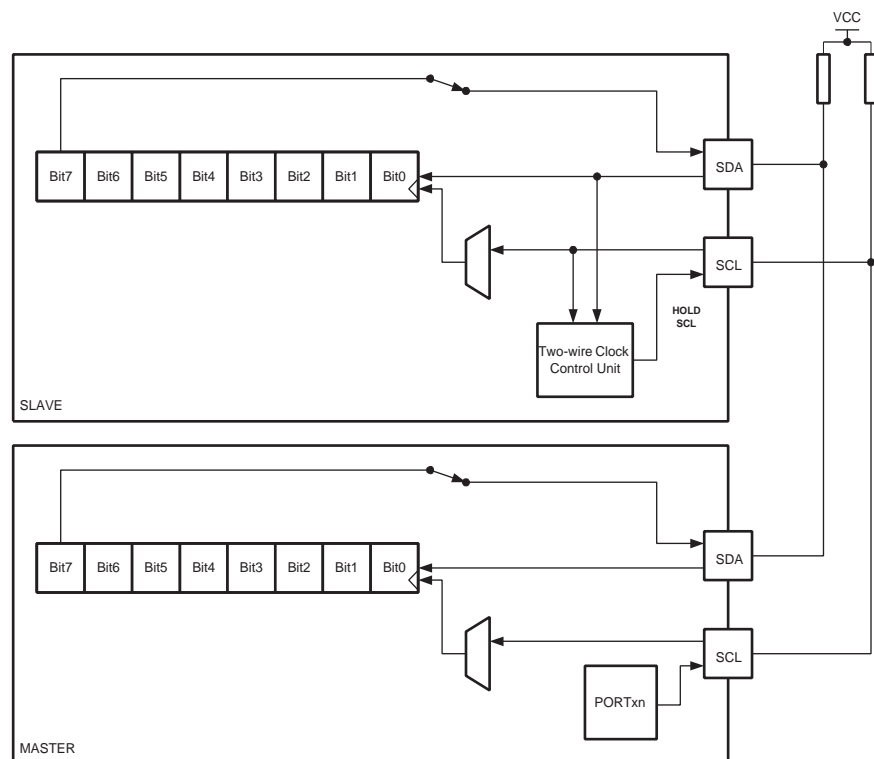 VCC
Bit7 Bit6 Bit5 Bit4 Bit3 Bit2 Bit1 Bit0
SDA
SCL
HOLD
SCL
Two-wire Clock
Control Unit
SLAVE
Bit7 Bit6 Bit5 Bit4 Bit3 Bit2 Bit1 Bit0
SDA
SCL
PORTxn
MASTER